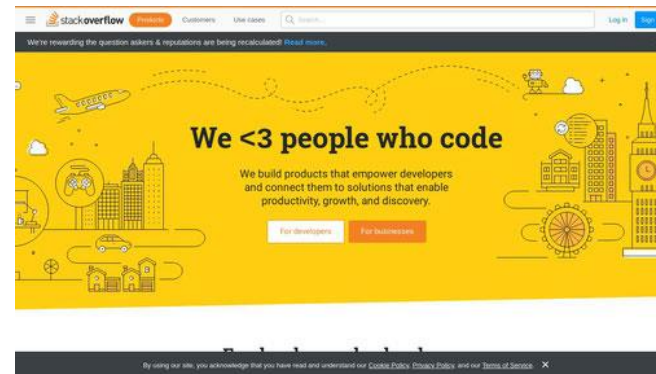 stackoverflow Products Customers Use cases Search... Log in Sign
We're rewarding the question askers & reputations are being recalculated! Read more.
We <3 people who code
We build products that empower developers
and connect them to solutions that enable
productivity, growth, and discovery.
For developers For businesses
By using our site, you acknowledge that you have read and understand our Cookie Policy, Privacy Policy, and our Terms of Service.